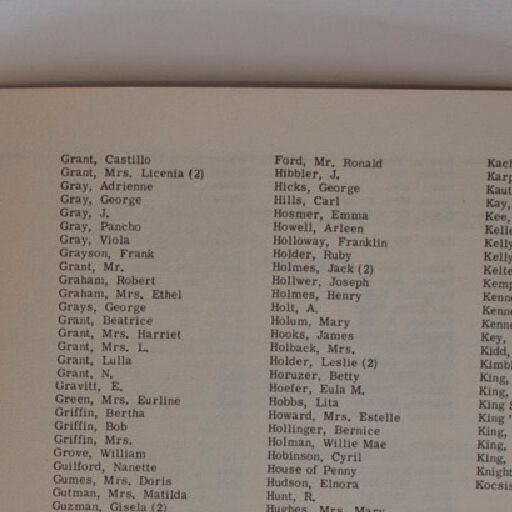 Grant, Castillo
Grant, Mrs. Licenia (2)
Gray, Adrienne
Gray, George
Gray, J.
Gray, Pancho
Gray, Viola
Grayson, Frank
Grant, Mr.
Graham, Robert
Graham, Mrs. Ethel
Grays, George
Grant, Beatrice
Grant, Mrs. Harriet
Grant, Mrs. L.
Grant, Lulla
Grant, N.
Gravitt, E.
Green, Mrs. Eurline
Griffin, Bertha
Griffin, Bob
Griffin, Mrs.
Grove, William
Guilford, Nanette
Gumes, Mrs. Doris
Gutman, Mrs. Matilda
Guzman, Gisela (2)
Ford, Mr. Ronald
Hibbler, J.
Hicks, George
Hills, Carl
Hosmer, Emma
Howell, Arleen
Holloway, Franklin
Holder, Ruby
Holmes, Jack (2)
Hollwer, Joseph
Holmes, Henry
Holt, A.
Holum, Mary
Hooks, James
Holback, Mrs.
Holder, Leslie (2)
Horuzer, Betty
Hoefer, Eula M.
Hobbs, Lita
Howard, Mrs. Estelle
Hollinger, Bernice
Holman, Willie Mae
Hobinson, Cyril
House of Penny
Hudson, Elnora
Hunt, R.
Hughes, Mrs. Mary
Kach
Karp
Kaut
Kay,
Kee,
Kelle
Kelly
Kelly
Kelte
Kemp
Kenne
Kenne
Kenne
Key,
Kidd,
Kimbl
King,
King,
King S
King
King,
King,
King,
Knight
Kocsis